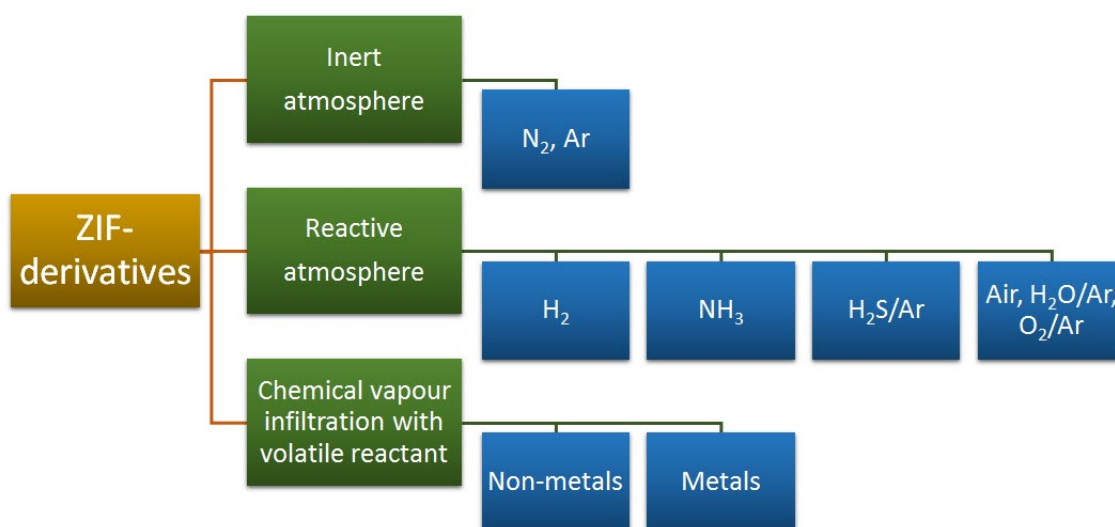 Inert
atmosphere
N₂, Ar
ZIF-
derivatives
Reactive
atmosphere
H₂
NH₃
H₂S/Ar
Air, H₂O/Ar,
O₂/Ar
Chemical vapour
infiltration with
volatile reactant
Non-metals
Metals